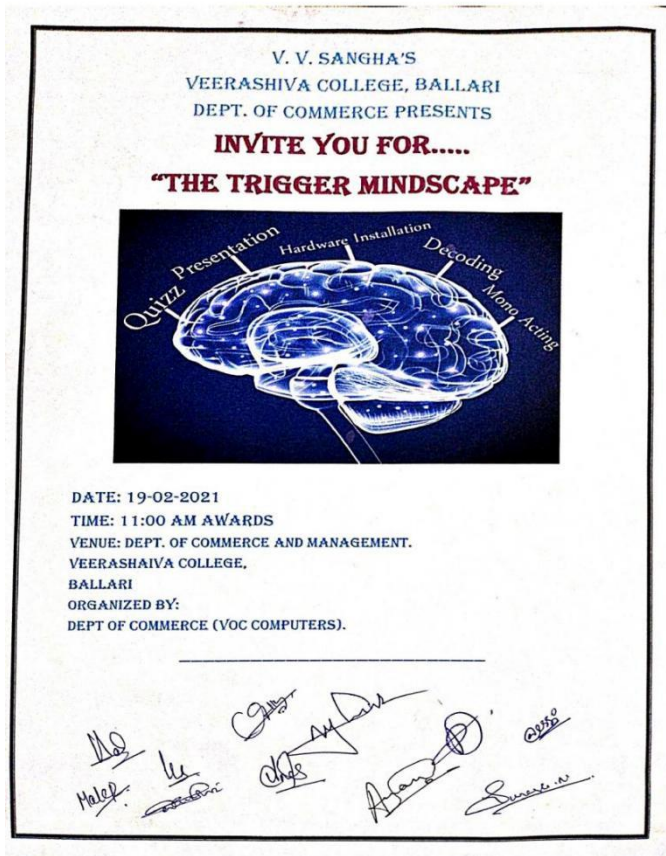 V. V. SANGHA'S
VEERASHIVA COLLEGE, BALLARI
DEPT. OF COMMERCE PRESENTS
INVITE YOU FOR.....
“THE TRIGGER MINDSCAPE”
Quizz
Presentation
Hardware Installation
Decoding
Mono Acting
DATE: 19-02-2021
TIME: 11:00 AM AWARDS
VENUE: DEPT. OF COMMERCE AND MANAGEMENT.
VEERASHAIVA COLLEGE,
BALLARI
ORGANIZED BY:
DEPT OF COMMERCE (VOC COMPUTERS).